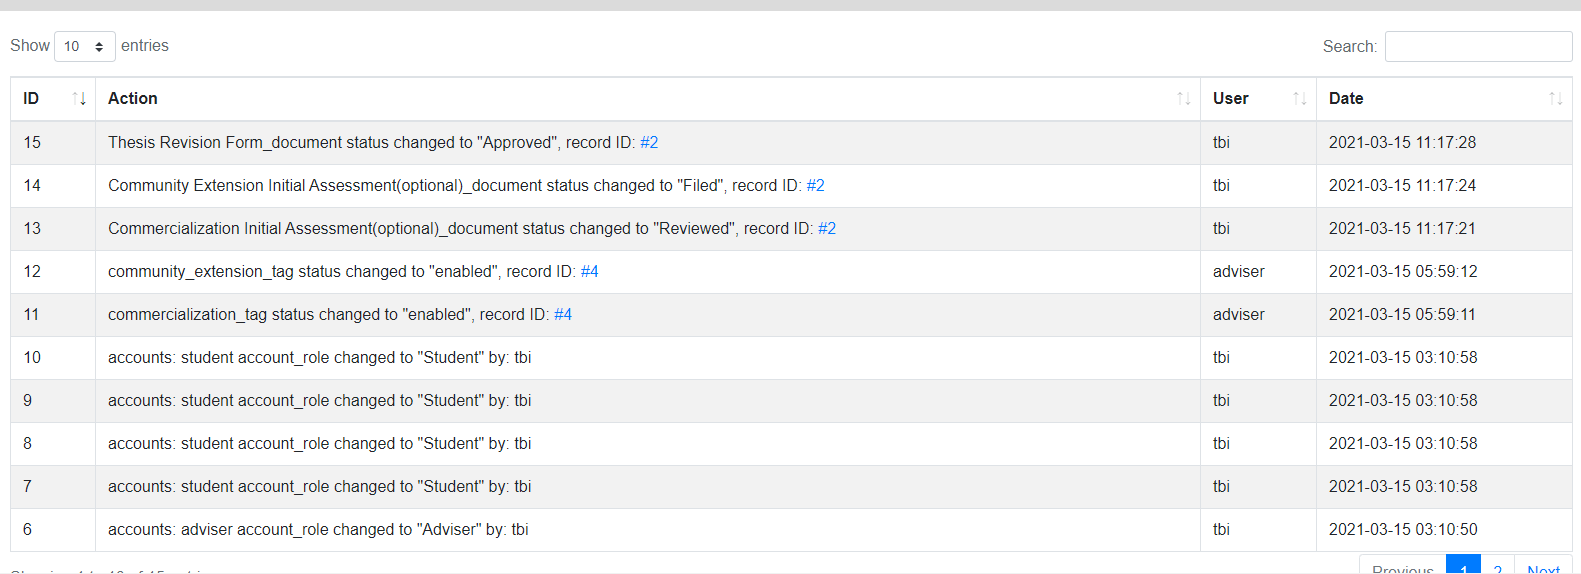 Show 10 entries Search:
ID Action User Date
15 Thesis Revision Form_document status changed to "Approved", record ID: #2 tbi 2021-03-15 11:17:28
14 Community Extension Initial Assessment(optional)_document status changed to "Filed", record ID: #2 tbi 2021-03-15 11:17:24
13 Commercialization Initial Assessment(optional)_document status changed to "Reviewed", record ID: #2 tbi 2021-03-15 11:17:21
12 community_extension_tag status changed to "enabled", record ID: #4 adviser 2021-03-15 05:59:12
11 commercialization_tag status changed to "enabled", record ID: #4 adviser 2021-03-15 05:59:11
10 accounts: student account_role changed to "Student" by: tbi tbi 2021-03-15 03:10:58
9 accounts: student account_role changed to "Student" by: tbi tbi 2021-03-15 03:10:58
8 accounts: student account_role changed to "Student" by: tbi tbi 2021-03-15 03:10:58
7 accounts: student account_role changed to "Student" by: tbi tbi 2021-03-15 03:10:58
6 accounts: adviser account_role changed to "Adviser" by: tbi tbi 2021-03-15 03:10:50
Previous 1 2 Next